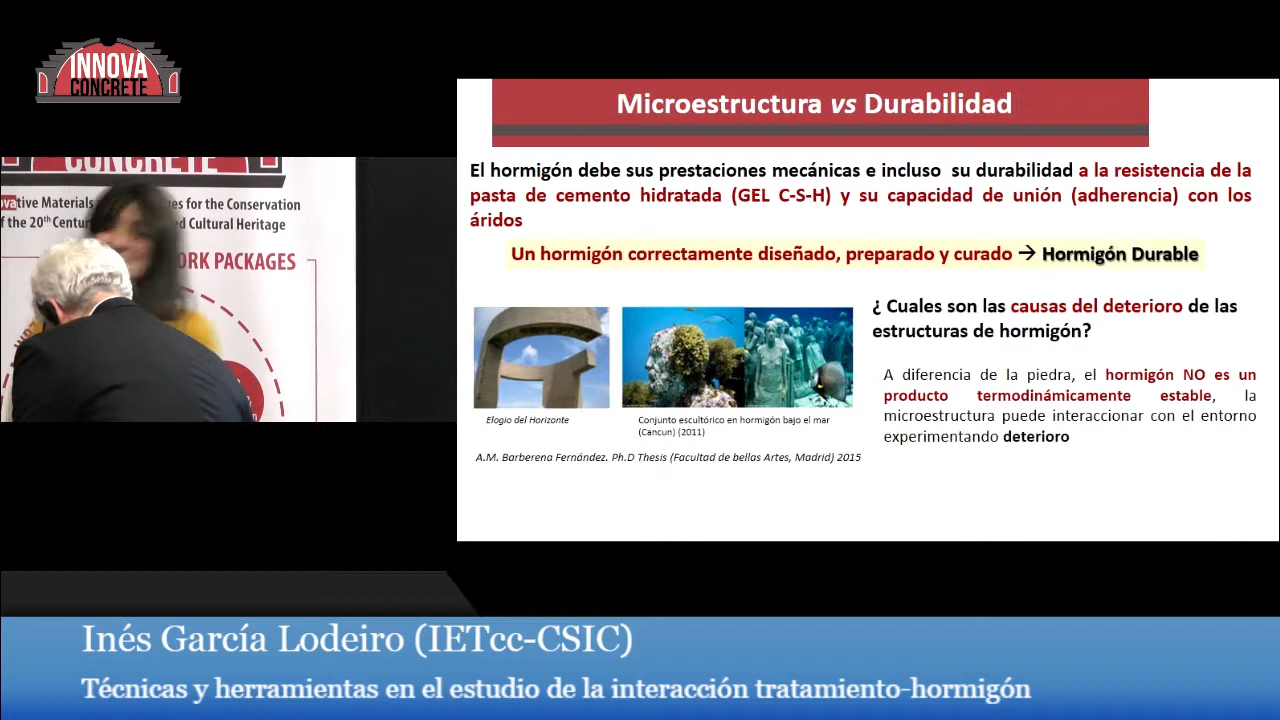 INNOVA
CONCRETE
Microestructura vs Durabilidad
El hormigón debe sus prestaciones mecánicas e incluso su durabilidad a la resistencia de la
pasta de cemento hidratada (GEL C-S-H) y su capacidad de unión (adherencia) con los
áridos
Un hormigón correctamente diseñado, preparado y curado → Hormigón Durable
¿ Cuales son las causas del deterioro de las
estructuras de hormigón?
A diferencia de la piedra, el hormigón NO es un
producto termodinámicamente estable, la
microestructura puede interaccionar con el entorno
experimentando deterioro
Elogio del Horizonte
Conjunto escultórico en hormigón bajo el mar
(Cancun) (2011)
A.M. Barberena Fernández. Ph.D Thesis (Facultad de bellas Artes, Madrid) 2015
CONCRETE
tive Materials for the Conservation
f the 20th Cultural Heritage
PACKAGES
Inés García Lodeiro (IETcc-CSIC)
Técnicas y herramientas en el estudio de la interacción tratamiento-hormigón